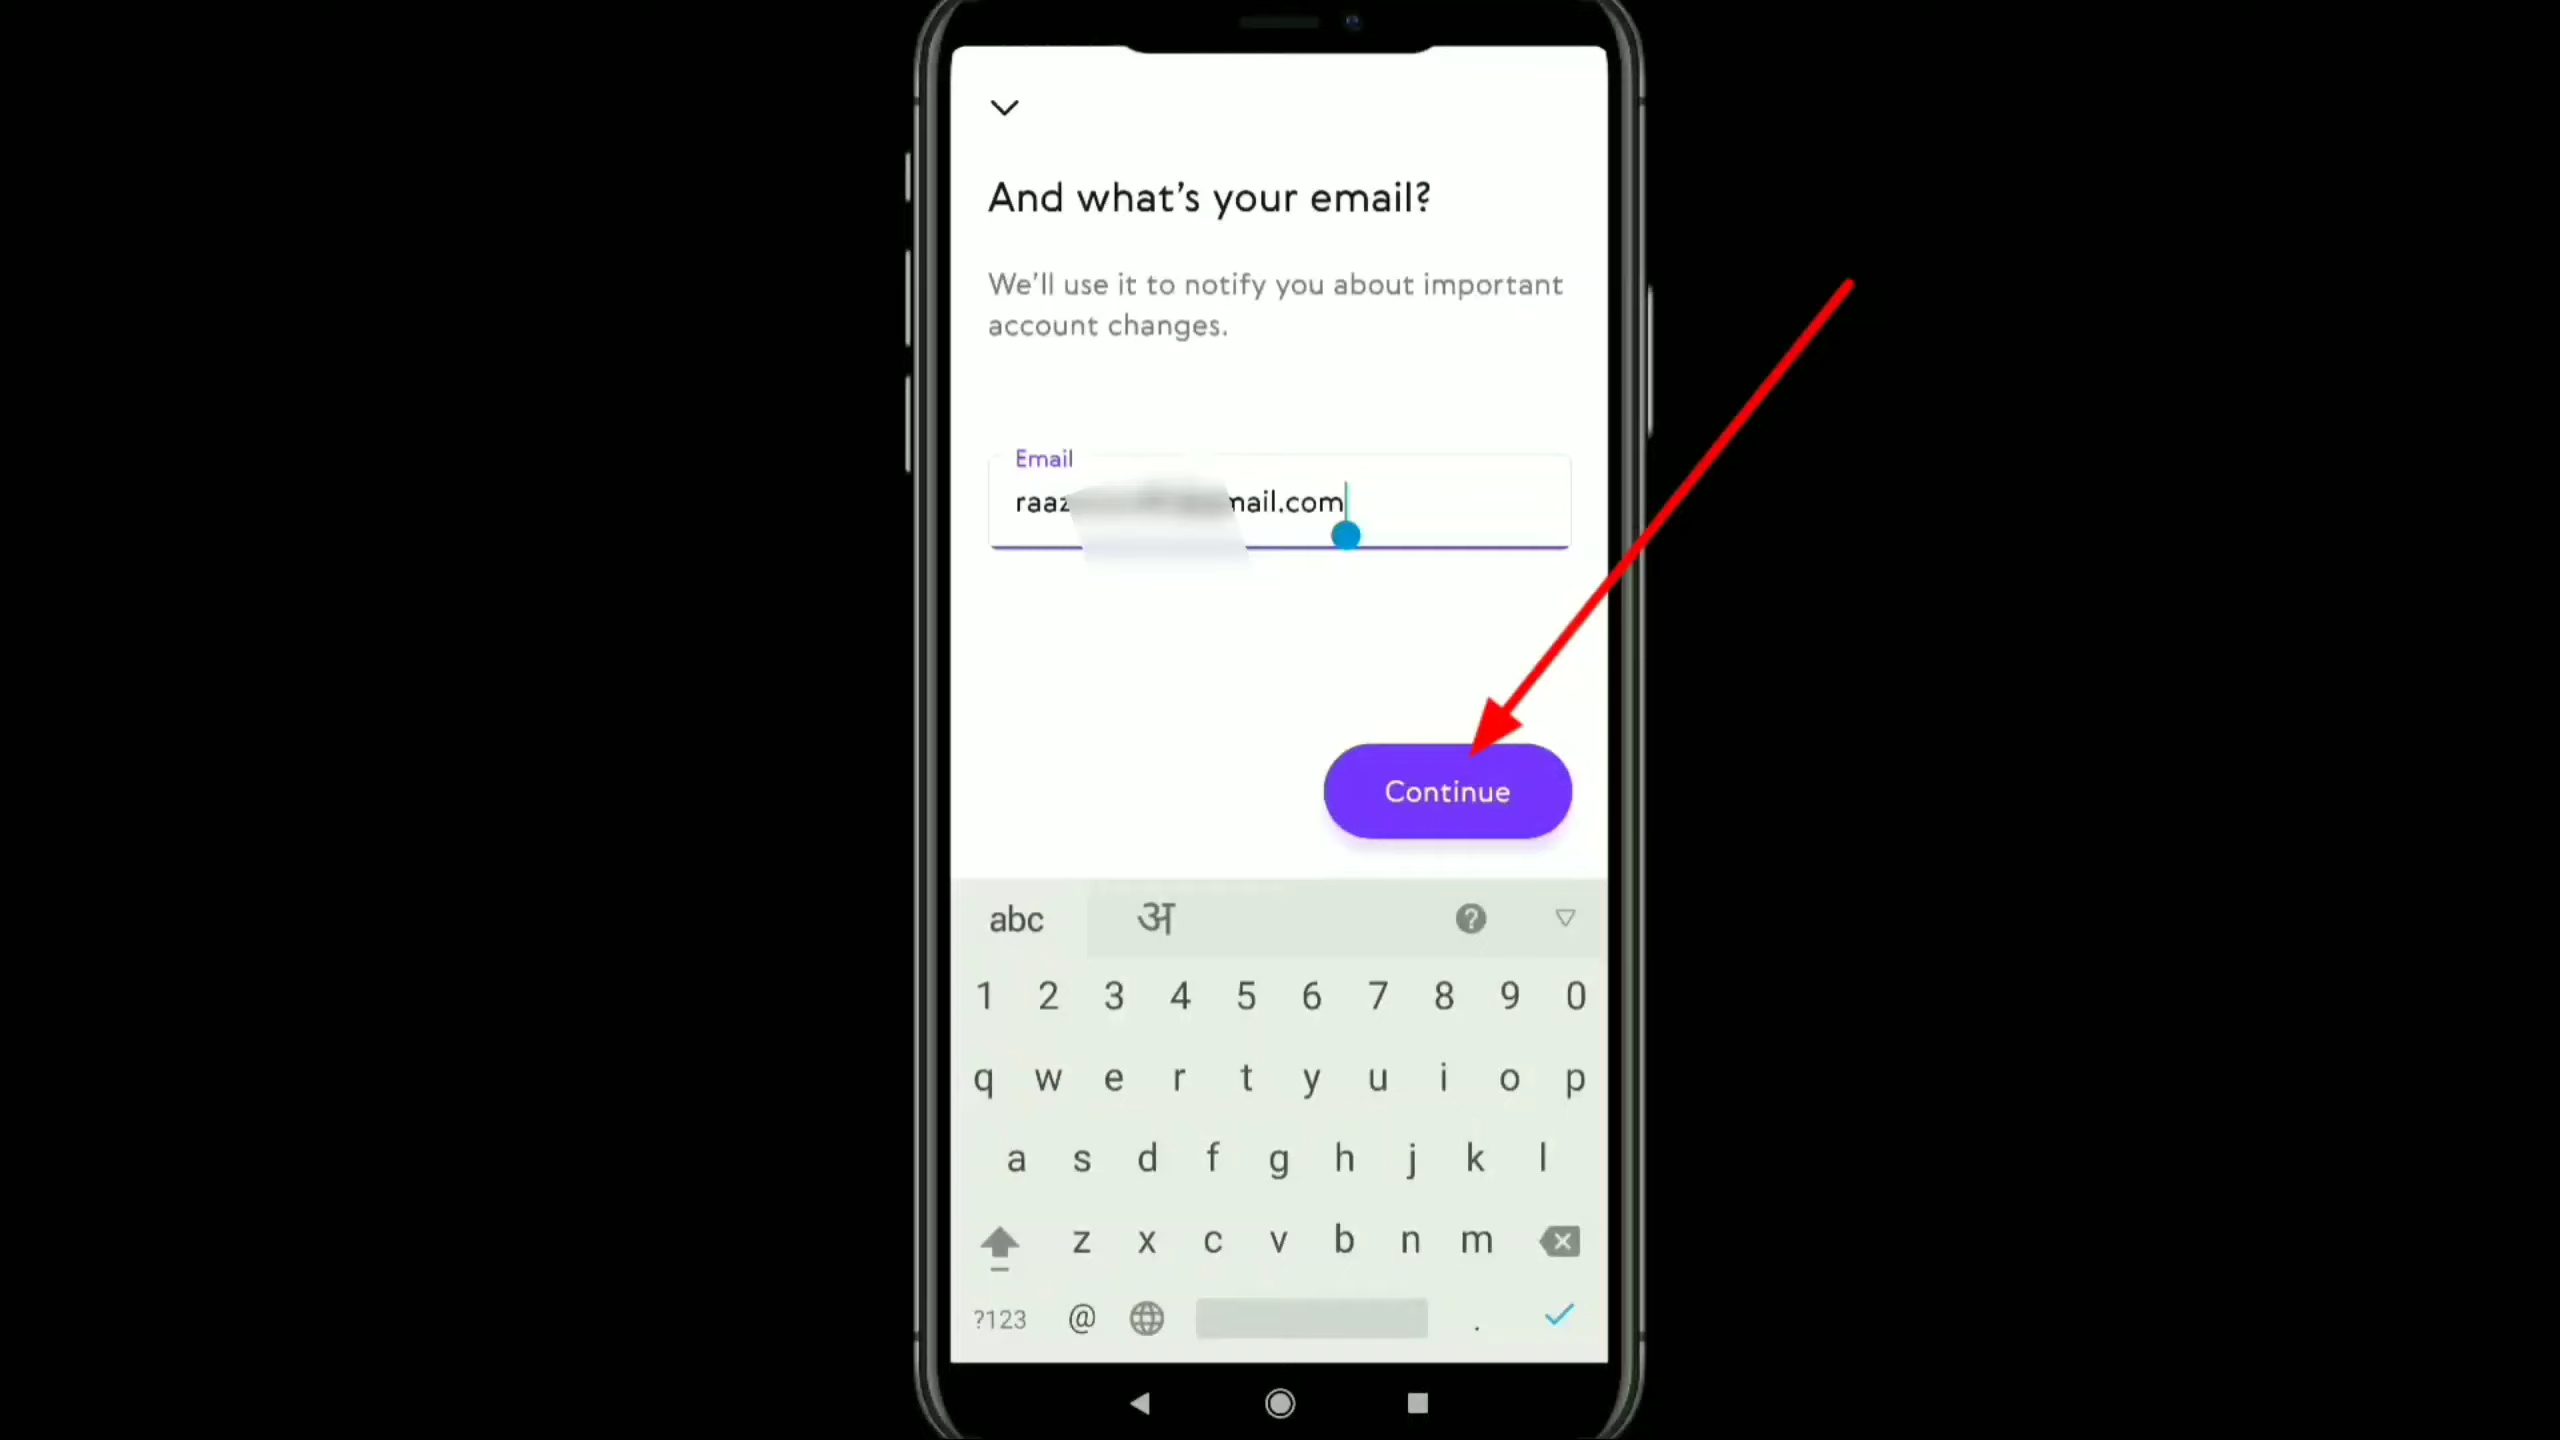 And what's your email?
We'll use it to notify you about important
account changes.
Email
raaz mail.com
Continue
abc अ
1 2 3 4 5 6 7 8 9 0
q w e r t y u i o p
a s d f g h j k l
z x c v b n m
?123 @ .